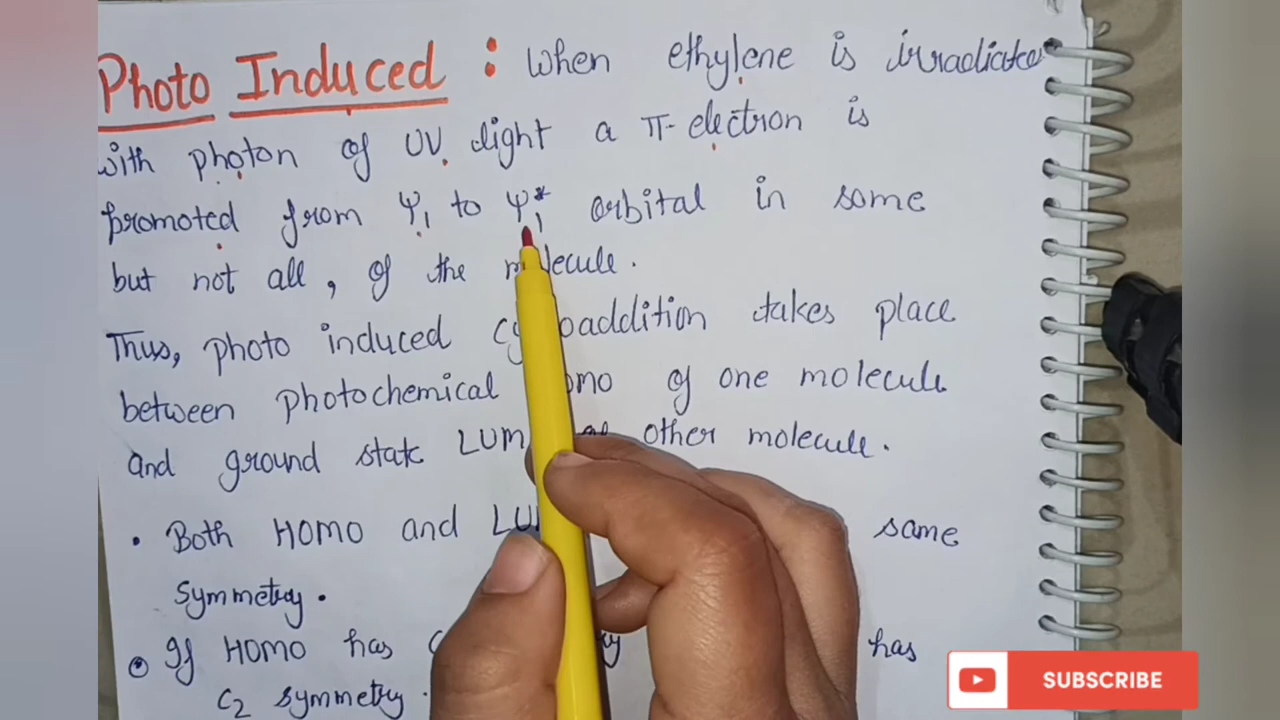 Photo Induced : When ethylene is irradiate
with photon of UV light a π-electron is
promoted from Ψ1 to Ψ1* orbital in some
but not all, of the molecule.
Thus, photo induced takes place
between photochemical of one molecule
and ground state other molecule.
• Both HOMO and same
symmetry.
• If HOMO has has
C2 symmetry.
SUBSCRIBE